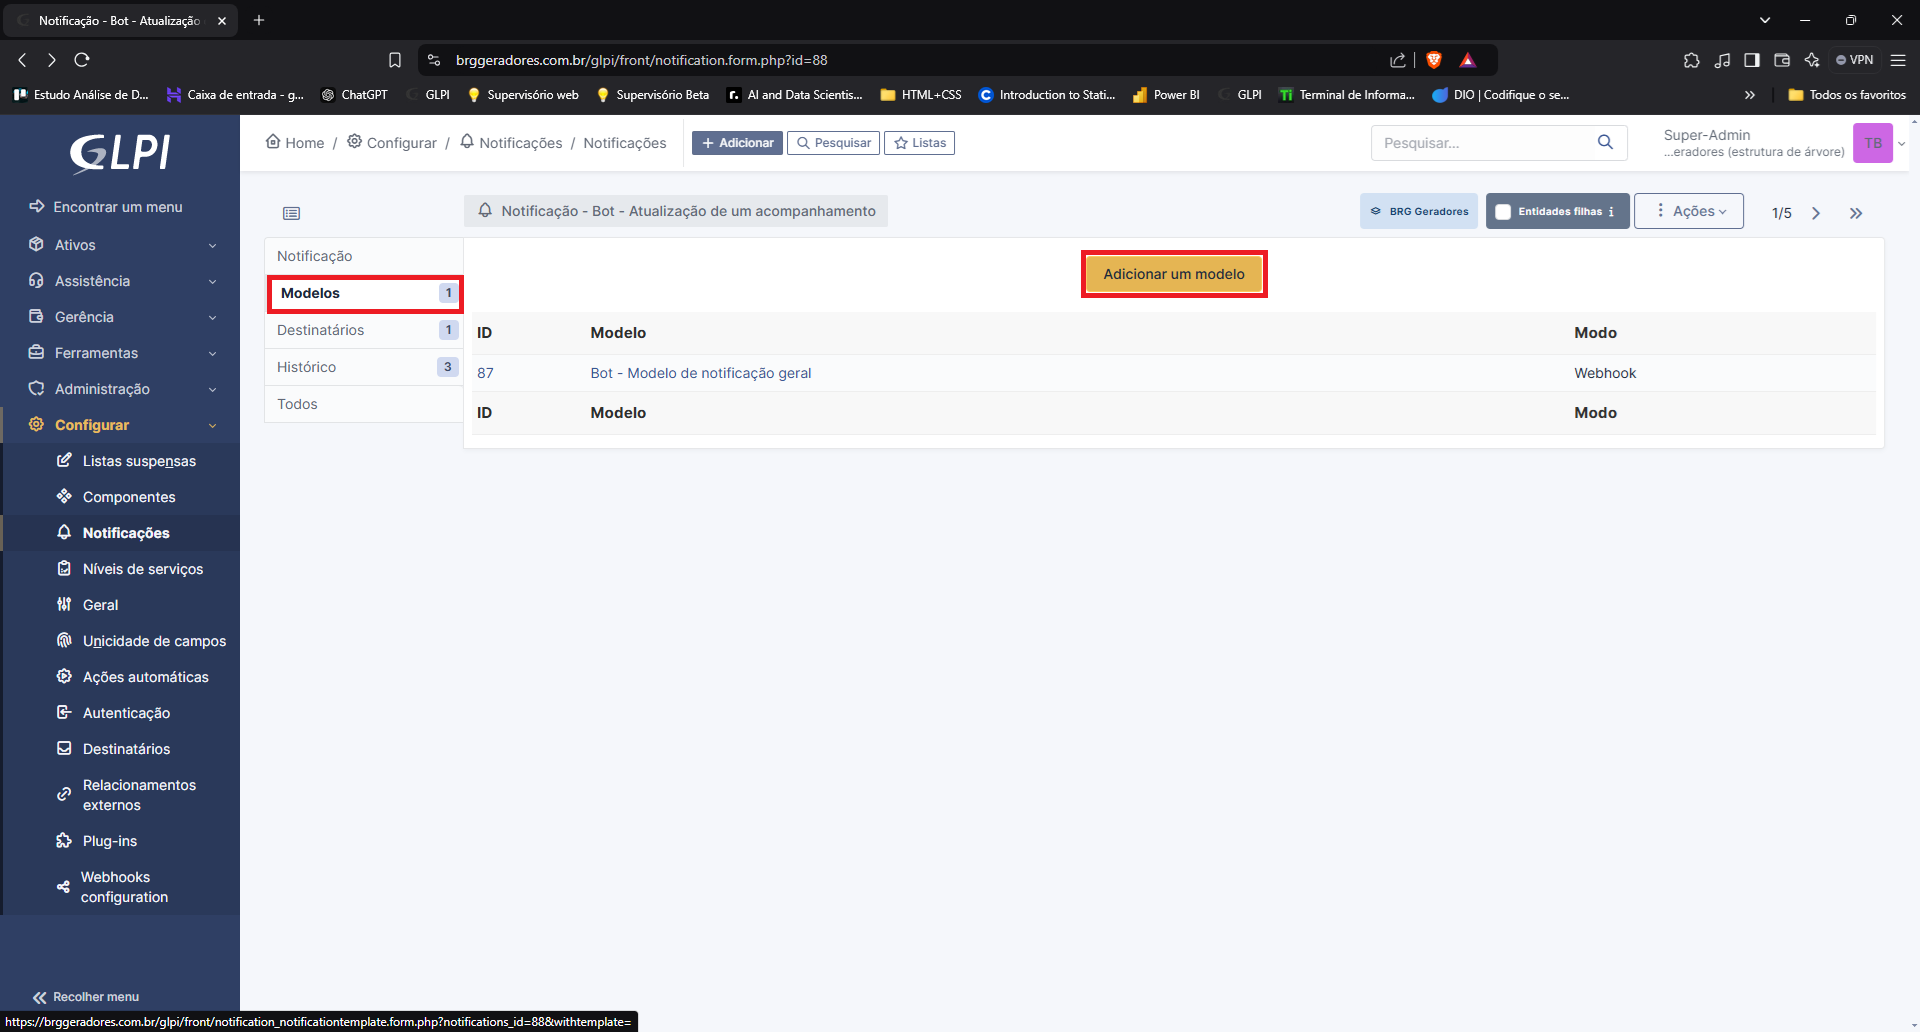 Notificação - Bot - Atualização
brggeradores.com.br/glpi/front/notification.form.php?id=88
VPN
Estudo Análise de D...
Caixa de entrada - g...
ChatGPT
GLPI
Supervisório web
Supervisório Beta
AI and Data Scientis...
HTML+CSS
Introduction to Stati...
Power BI
GLPI
Terminal de Informa...
DIO | Codifique o se...
Todos os favoritos
GLPI
Encontrar um menu
Ativos
Assistência
Gerência
Ferramentas
Administração
Configurar
Listas suspensas
Componentes
Notificações
Níveis de serviços
Geral
Unicidade de campos
Ações automáticas
Autenticação
Destinatários
Relacionamentos
externos
Plug-ins
Webhooks
configuration
Recolher menu
Home / Configurar / Notificações / Notificações
Adicionar
Pesquisar
Listas
Pesquisar...
Super-Admin
...eradores (estrutura de árvore)
TB
Notificação - Bot - Atualização de um acompanhamento
BRG Geradores
Entidades filhas
Ações
1/5
Notificação
Modelos 1
Destinatários 1
Histórico 3
Todos
Adicionar um modelo
ID Modelo Modo
87 Bot - Modelo de notificação geral Webhook
ID Modelo Modo
https://brggeradores.com.br/glpi/front/notification_notificationtemplate.form.php?notifications_id=88&withtemplate=